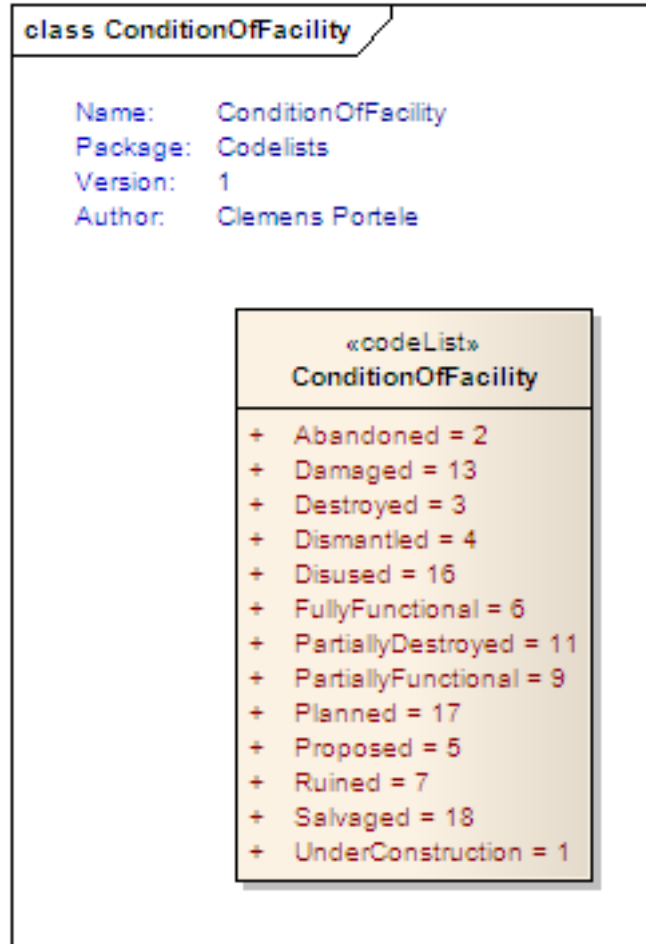 class ConditionOfFacility
Name: ConditionOfFacility
Package: Codelists
Version: 1
Author: Clemens Portele
«codeList»
ConditionOfFacility
+ Abandoned = 2
+ Damaged = 13
+ Destroyed = 3
+ Dismantled = 4
+ Disused = 16
+ FullyFunctional = 6
+ PartiallyDestroyed = 11
+ PartiallyFunctional = 9
+ Planned = 17
+ Proposed = 5
+ Ruined = 7
+ Salvaged = 18
+ UnderConstruction = 1